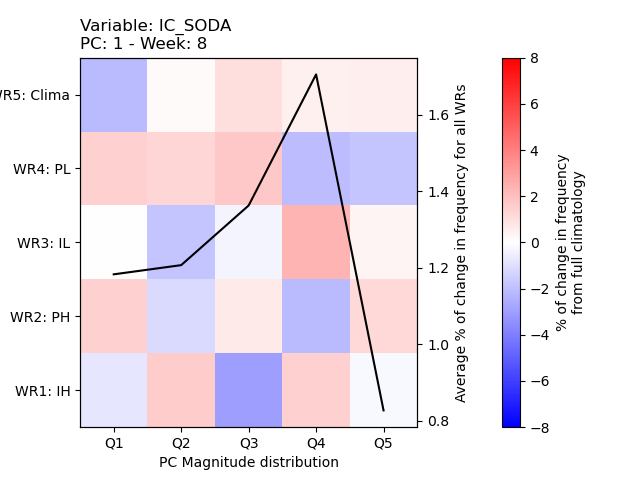 Variable: IC_SODA
PC: 1 - Week: 8
WR5: Clima
WR4: PL
WR3: IL
WR2: PH
WR1: IH
Q1 Q2 Q3 Q4 Q5
PC Magnitude distribution
1.6
1.4
1.2
1.0
0.8
Average % of change in frequency for all WRs
8
6
4
2
0
−2
−4
−6
−8
% of change in frequency
from full climatology